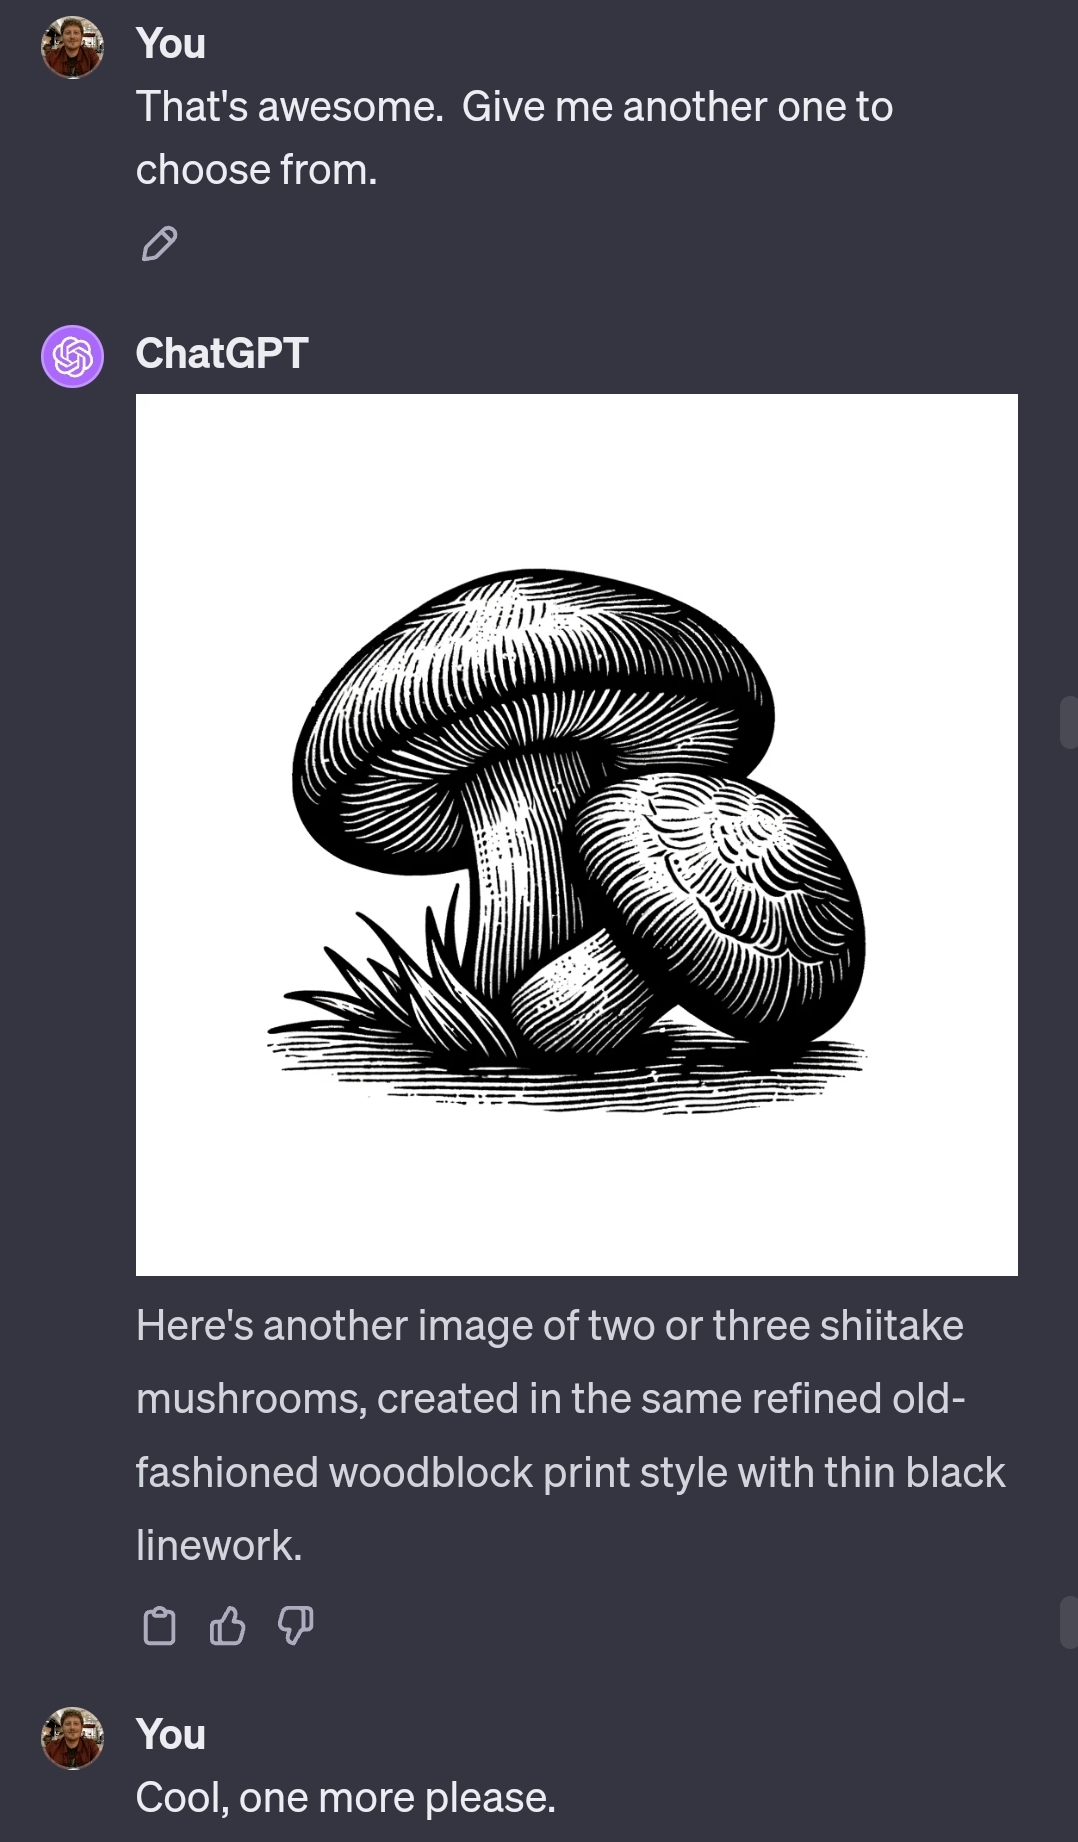 You
That's awesome.  Give me another one to
choose from.
ChatGPT
Here's another image of two or three shiitake
mushrooms, created in the same refined old-
fashioned woodblock print style with thin black
linework.
You
Cool, one more please.